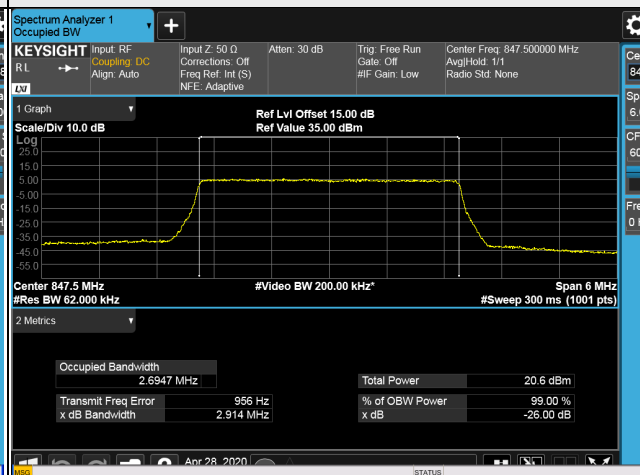 Spectrum Analyzer 1
Occupied BW
KEYSIGHT
R L
LXI
Input: RF
Coupling: DC
Align: Auto
Input Z: 50 Ω
Corrections: Off
Freq Ref: Int (S)
NFE: Adaptive
Atten: 30 dB
Trig: Free Run
Gate: Off
#IF Gain: Low
Center Freq: 847.500000 MHz
Avg|Hold: 1/1
Radio Std: None
1 Graph
Scale/Div 10.0 dB
Ref Lvl Offset 15.00 dB
Ref Value 35.00 dBm
Log
25.0
15.0
5.00
-5.00
-15.0
-25.0
-35.0
-45.0
-55.0
Center 847.5 MHz
#Res BW 62.000 kHz
#Video BW 200.00 kHz*
Span 6 MHz
#Sweep 300 ms (1001 pts)
2 Metrics
Occupied Bandwidth
2.6947 MHz
Transmit Freq Error 956 Hz
x dB Bandwidth 2.914 MHz
Total Power 20.6 dBm
% of OBW Power 99.00 %
x dB -26.00 dB
Apr 28, 2020
MSG
STATUS